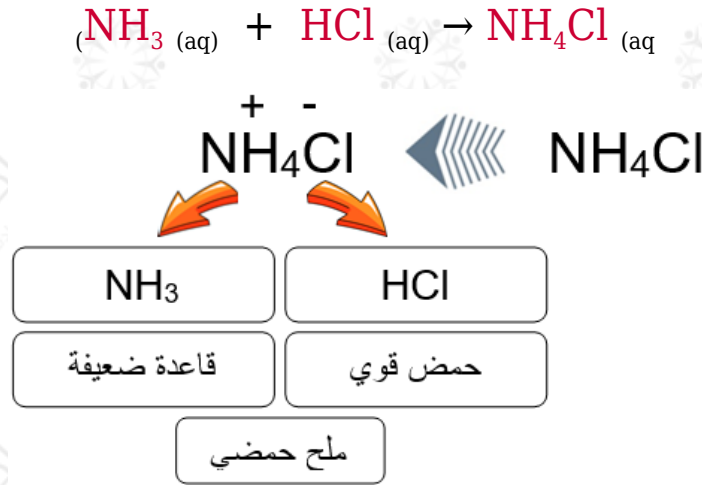 (NH₃ (aq) + HCl (aq) → NH₄Cl (aq
+ -
NH₄Cl NH₄Cl
NH₃ HCl
قاعدة ضعيفة حمض قوي
ملح حمضي